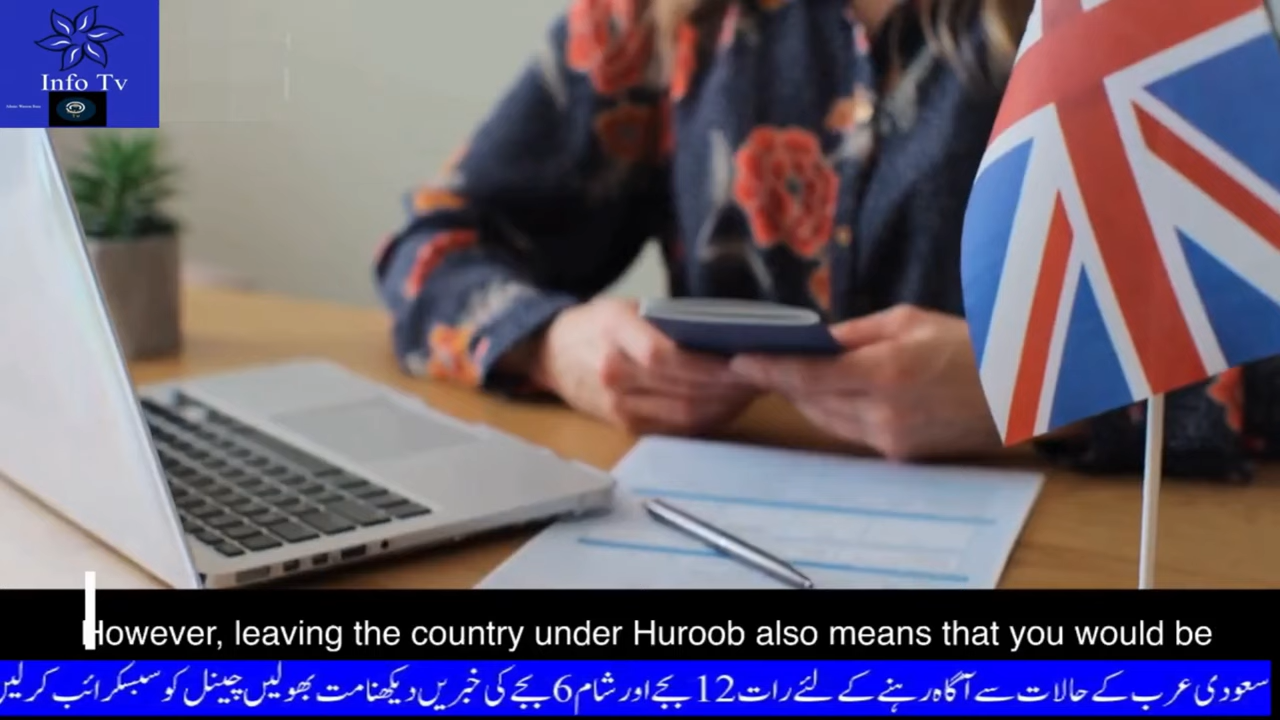 Info Tv
However, leaving the country under Huroob also means that you would be
سعودی عرب کے حالات سے آگاہ رہنے کے لئے رات 12 بجے اور شام 6 بجے کی خبریں دیکھنا مت بھولیں چینل کو سبسکرائب کر لیں